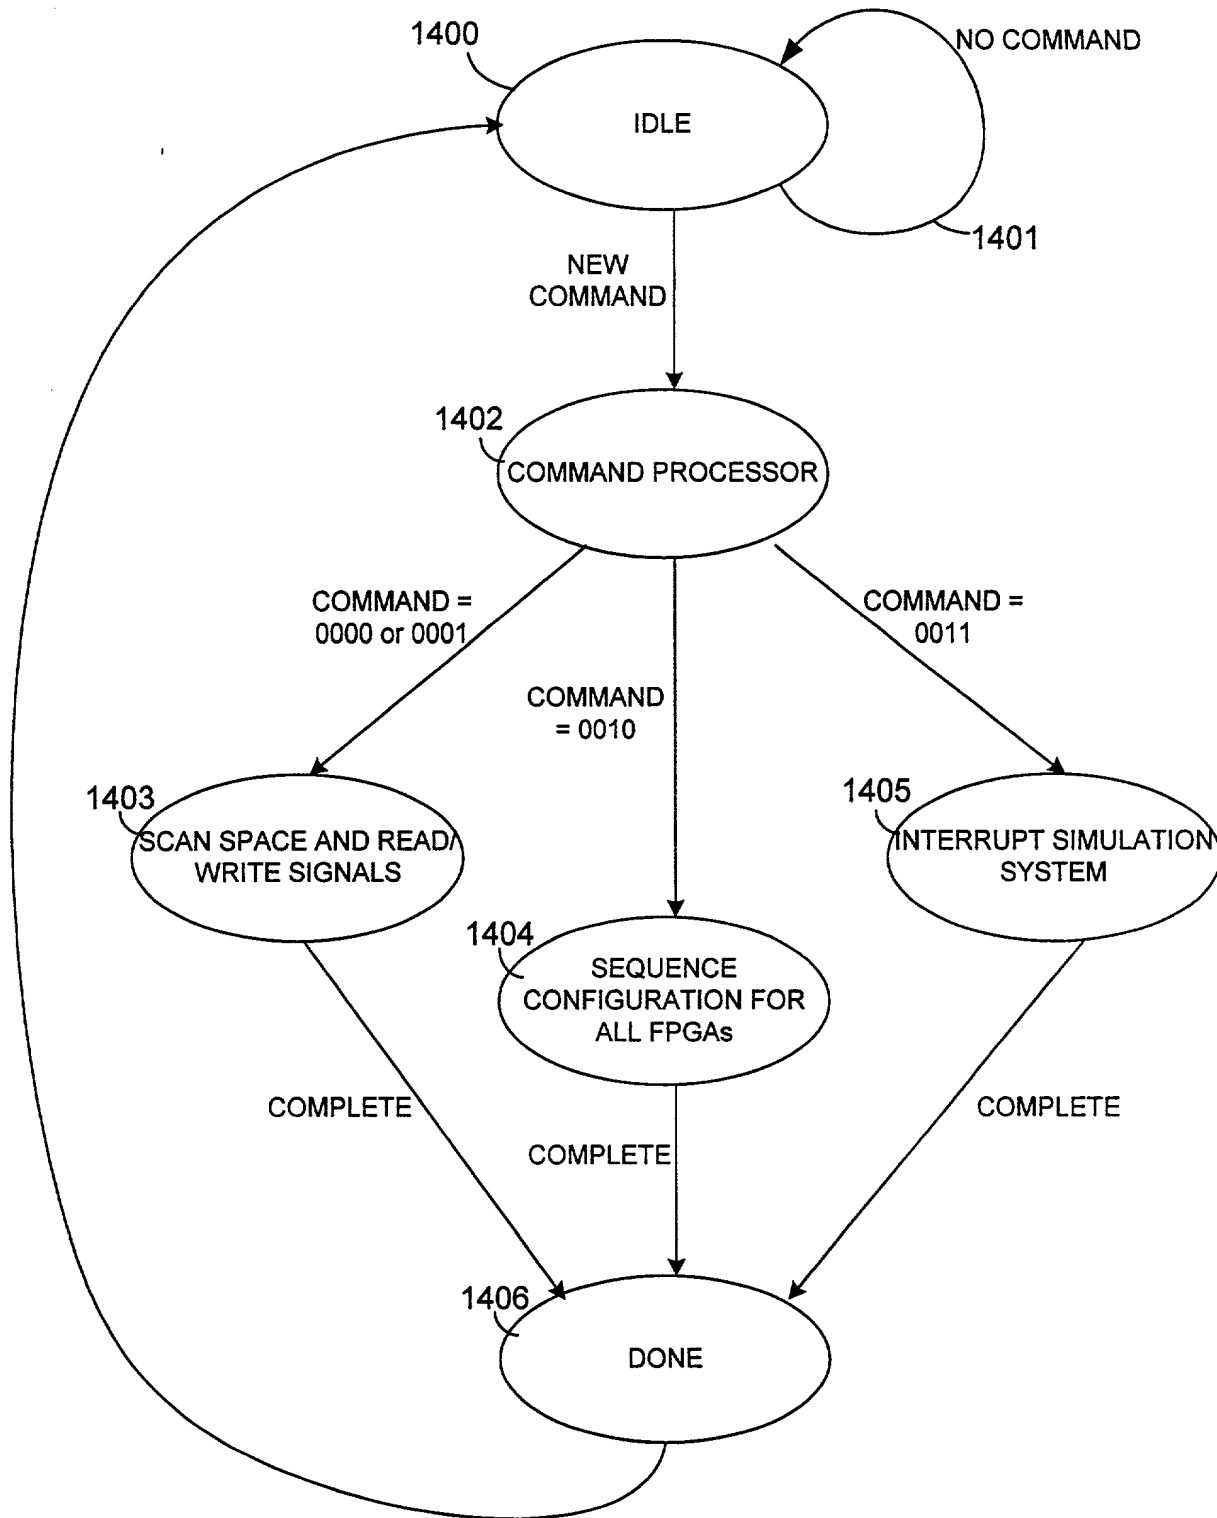 1400
NO COMMAND
IDLE
1401
NEW
COMMAND
1402
COMMAND PROCESSOR
COMMAND =
0000 or 0001
COMMAND
= 0010
COMMAND =
0011
1403
SCAN SPACE AND READ/
WRITE SIGNALS
1405
INTERRUPT SIMULATION
SYSTEM
1404
SEQUENCE
CONFIGURATION FOR
ALL FPGAs
COMPLETE
COMPLETE
COMPLETE
1406
DONE